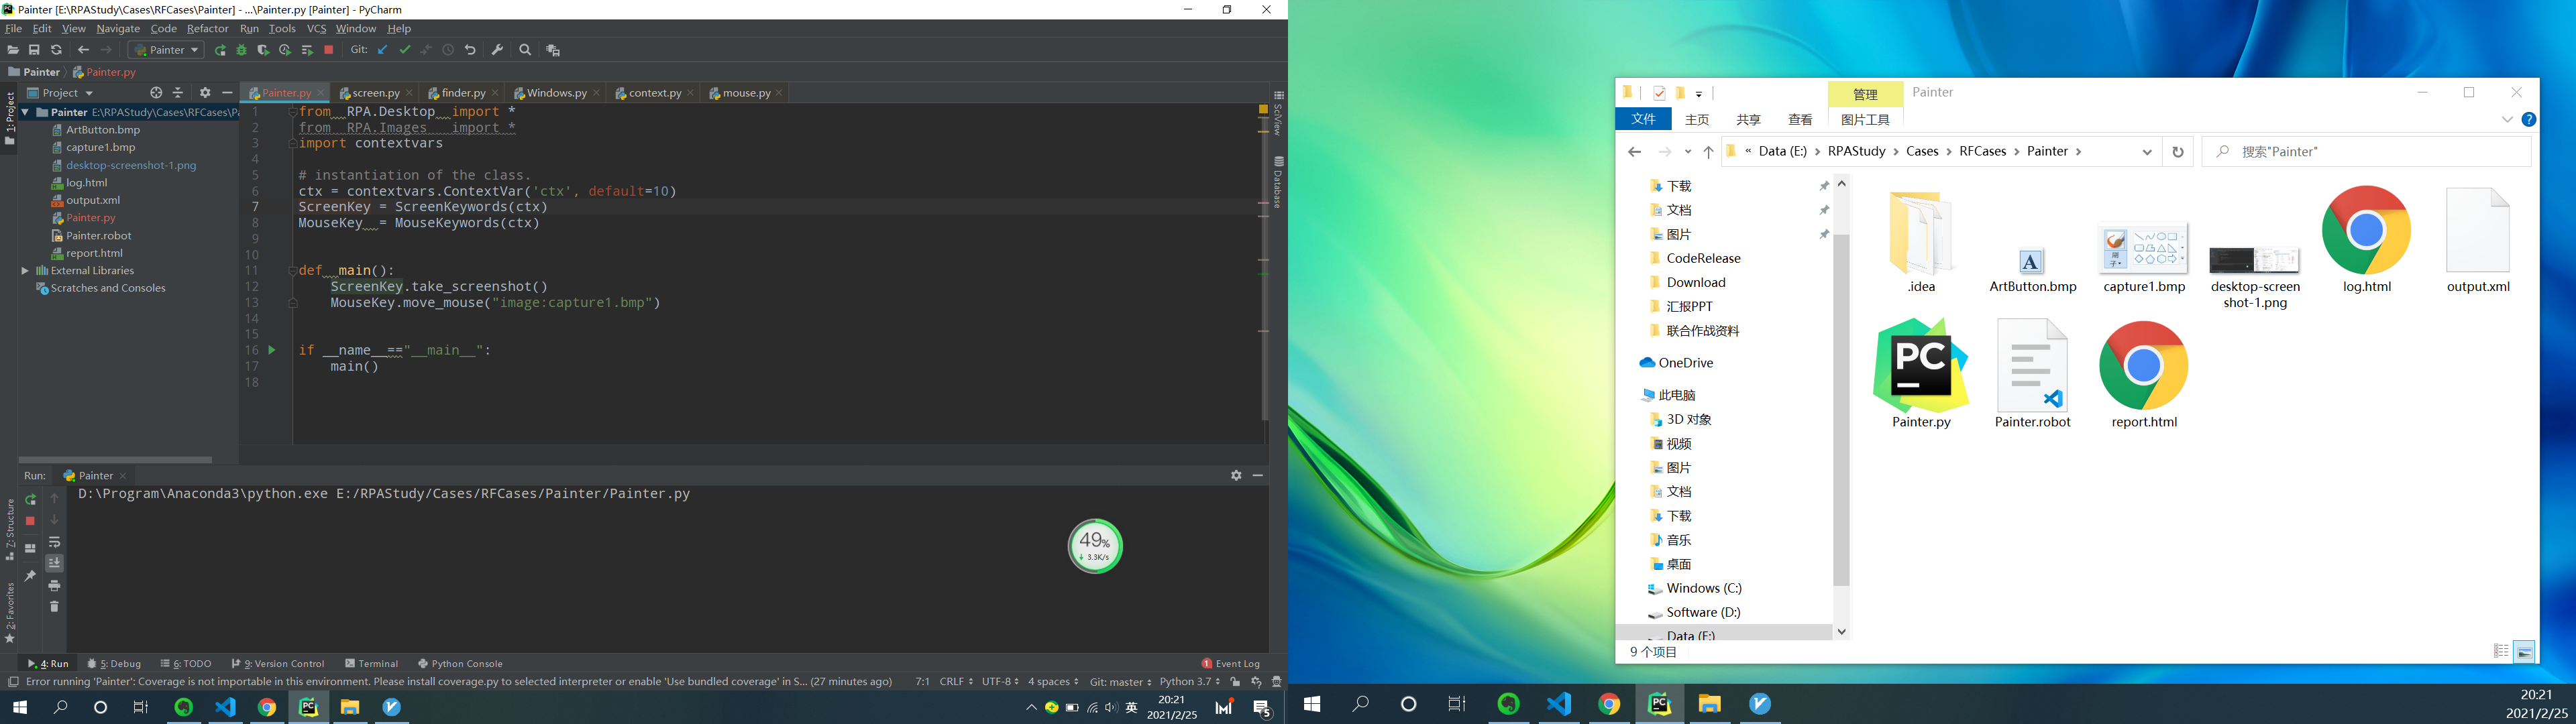 Painter [E:\RPAStudy\Cases\RFCases\Painter] - ...\Painter.py [Painter] - PyCharm
File Edit View Navigate Code Refactor Run Tools VCS Window Help
Painter Git:
Painter Painter.py
Project Painter.py screen.py finder.py Windows.py context.py mouse.py
1: Project
Painter E:\RPAStudy\Cases\RFCases\Pa
ArtButton.bmp
capture1.bmp
desktop-screenshot-1.png
log.html
output.xml
Painter.py
Painter.robot
report.html
External Libraries
Scratches and Consoles
1 from RPA.Desktop import *
2 from RPA.Images import *
3 import contextvars
4
5 # instantiation of the class.
6 ctx = contextvars.ContextVar('ctx', default=10)
7 ScreenKey = ScreenKeywords(ctx)
8 MouseKey = MouseKeywords(ctx)
9
10
11 def main():
12 ScreenKey.take_screenshot()
13 MouseKey.move_mouse("image:capture1.bmp")
14
15
16 if __name__=="__main__":
17 main()
18
SciView
Database
Run: Painter
D:\Program\Anaconda3\python.exe E:/RPAStudy/Cases/RFCases/Painter/Painter.py
49%
3.3K/s
Z: Structure
2: Favorites
4: Run 5: Debug 6: TODO 9: Version Control Terminal Python Console 1 Event Log
Error running 'Painter': Coverage is not importable in this environment. Please install coverage.py to selected interpreter or enable 'Use bundled coverage' in S... (27 minutes ago) 7:1 CRLF UTF-8 4 spaces Git: master Python 3.7
英 20:21
2021/2/25
5
管理 Painter
文件 主页 共享 查看 图片工具
« Data (E:) RPAStudy Cases RFCases Painter 搜索"Painter"
下载
文档
图片
CodeRelease
Download
汇报PPT
联合作战资料
OneDrive
此电脑
3D 对象
视频
图片
文档
下载
音乐
桌面
Windows (C:)
Software (D:)
Data (E:)
.idea
ArtButton.bmp
capture1.bmp
desktop-screen
shot-1.png
log.html
output.xml
Painter.py
Painter.robot
report.html
9 个项目
20:21
2021/2/25